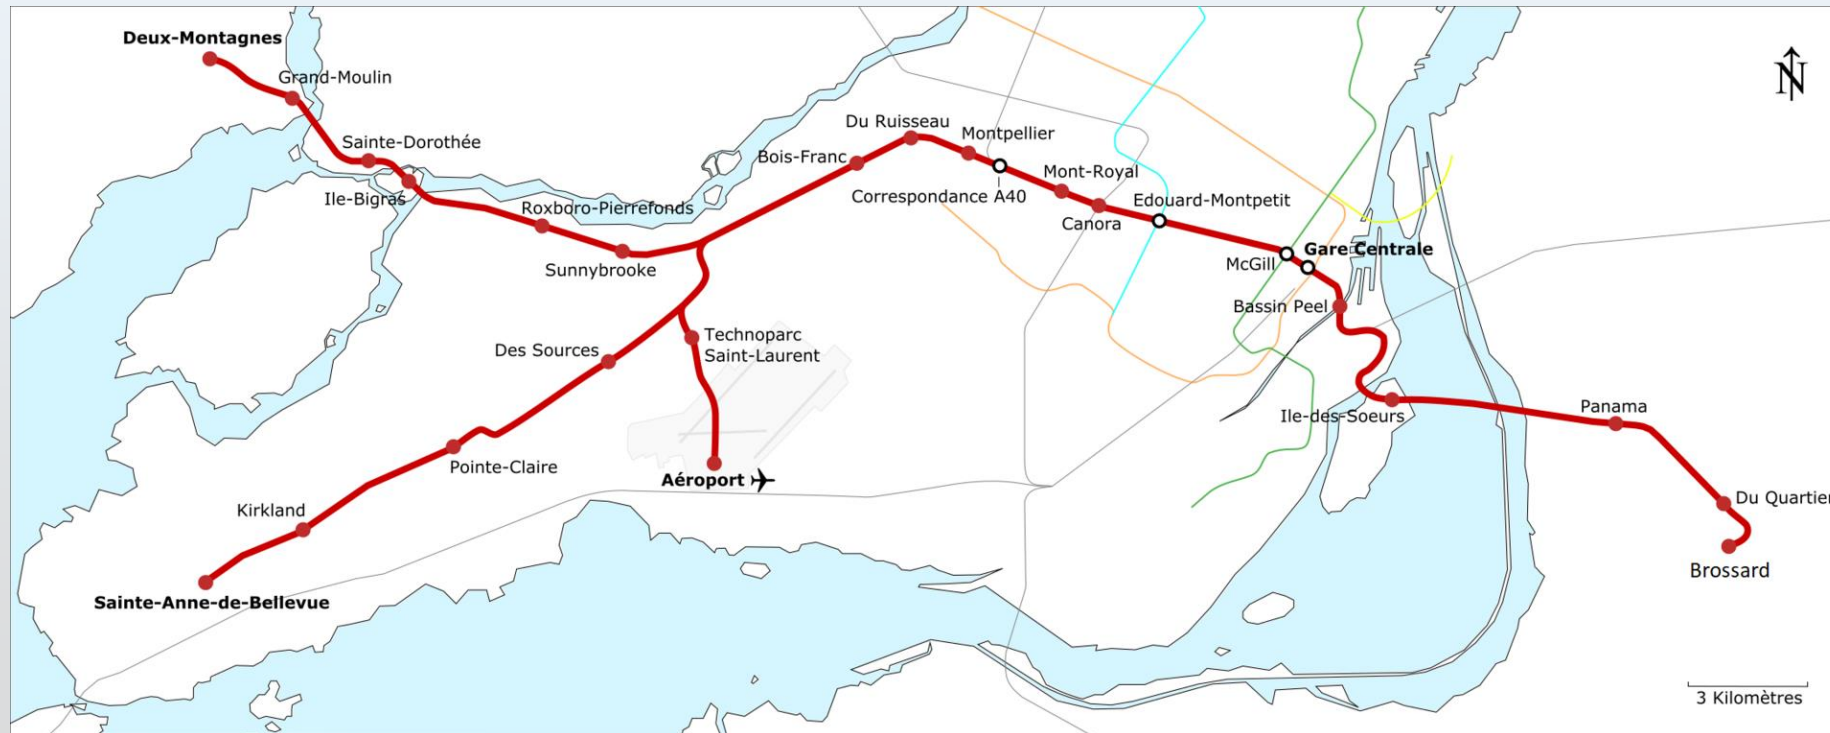 Deux-Montagnes
Grand-Moulin
Sainte-Dorothée
Ile-Bigras
Roxboro-Pierrefonds
Sunnybrooke
Bois-Franc
Du Ruisseau
Montpellier
Correspondance A40
Mont-Royal
Canora
Edouard-Montpetit
McGill
Gare Centrale
Bassin Peel
Ile-des-Soeurs
Panama
Du Quartier
Brossard
Des Sources
Technoparc
Saint-Laurent
Pointe-Claire
Aéroport
Kirkland
Sainte-Anne-de-Bellevue
N
3 Kilomètres